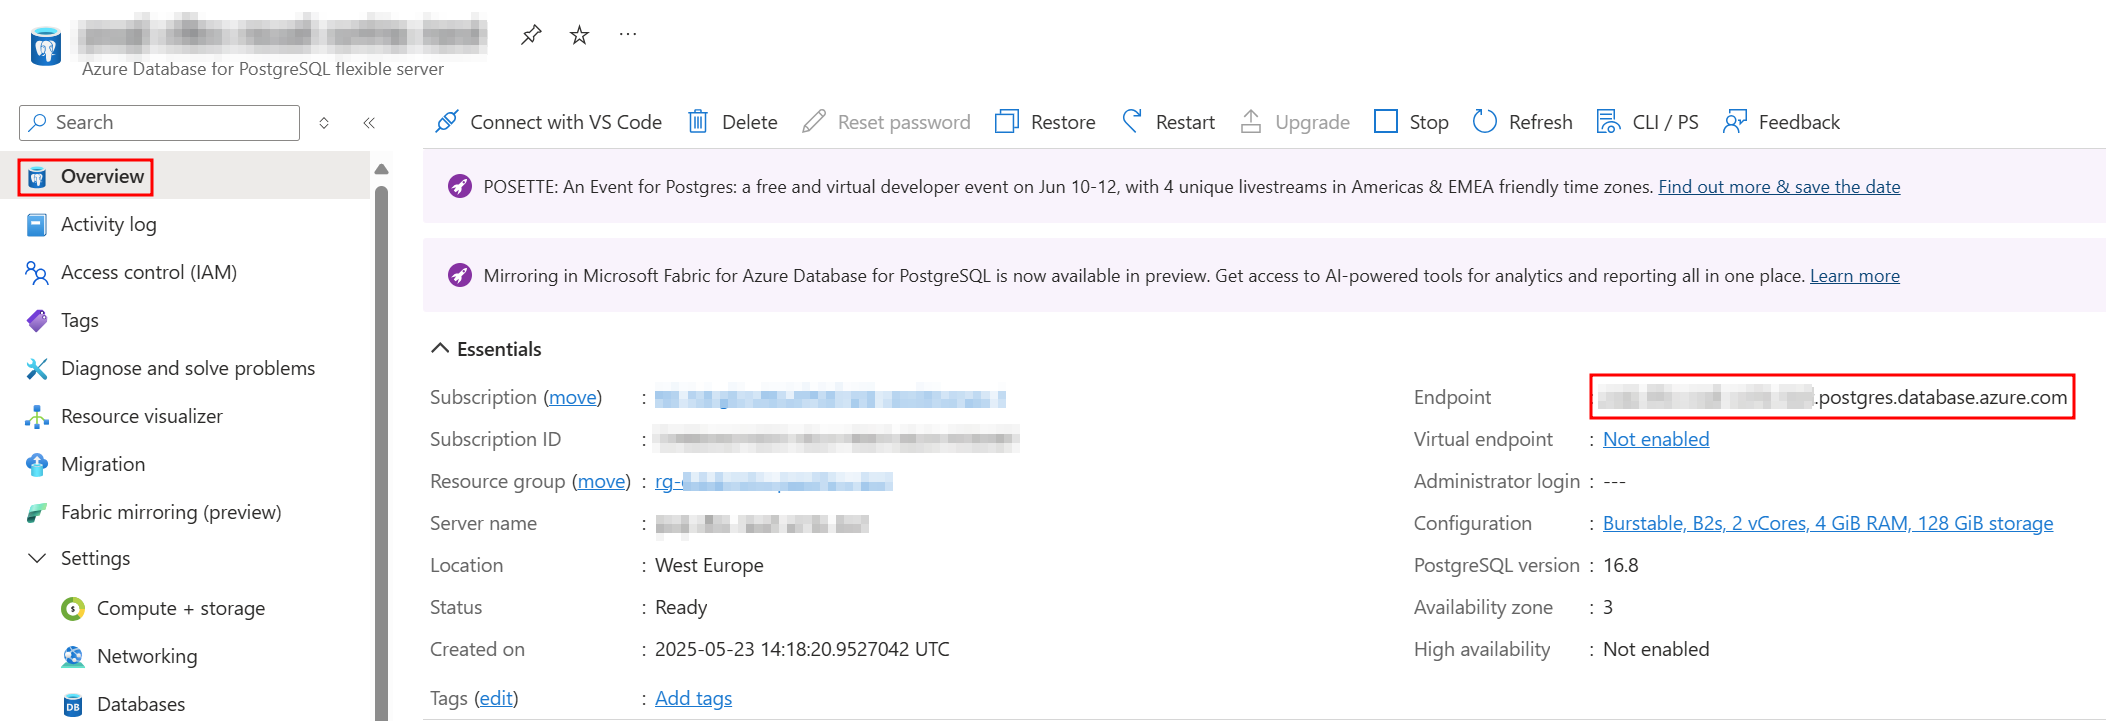 Azure Database for PostgreSQL flexible server
Search
Connect with VS Code Delete Reset password Restore Restart Upgrade Stop Refresh CLI / PS Feedback
Overview
Activity log
Access control (IAM)
Tags
Diagnose and solve problems
Resource visualizer
Migration
Fabric mirroring (preview)
Settings
Compute + storage
Networking
Databases
POSETTE: An Event for Postgres: a free and virtual developer event on Jun 10-12, with 4 unique livestreams in Americas & EMEA friendly time zones. Find out more & save the date
Mirroring in Microsoft Fabric for Azure Database for PostgreSQL is now available in preview. Get access to AI-powered tools for analytics and reporting all in one place. Learn more
Essentials
Subscription (move) :
Subscription ID :
Resource group (move) : rg-
Server name :
Location : West Europe
Status : Ready
Created on : 2025-05-23 14:18:20.9527042 UTC
Tags (edit) : Add tags
Endpoint : .postgres.database.azure.com
Virtual endpoint : Not enabled
Administrator login : ---
Configuration : Burstable, B2s, 2 vCores, 4 GiB RAM, 128 GiB storage
PostgreSQL version : 16.8
Availability zone : 3
High availability : Not enabled